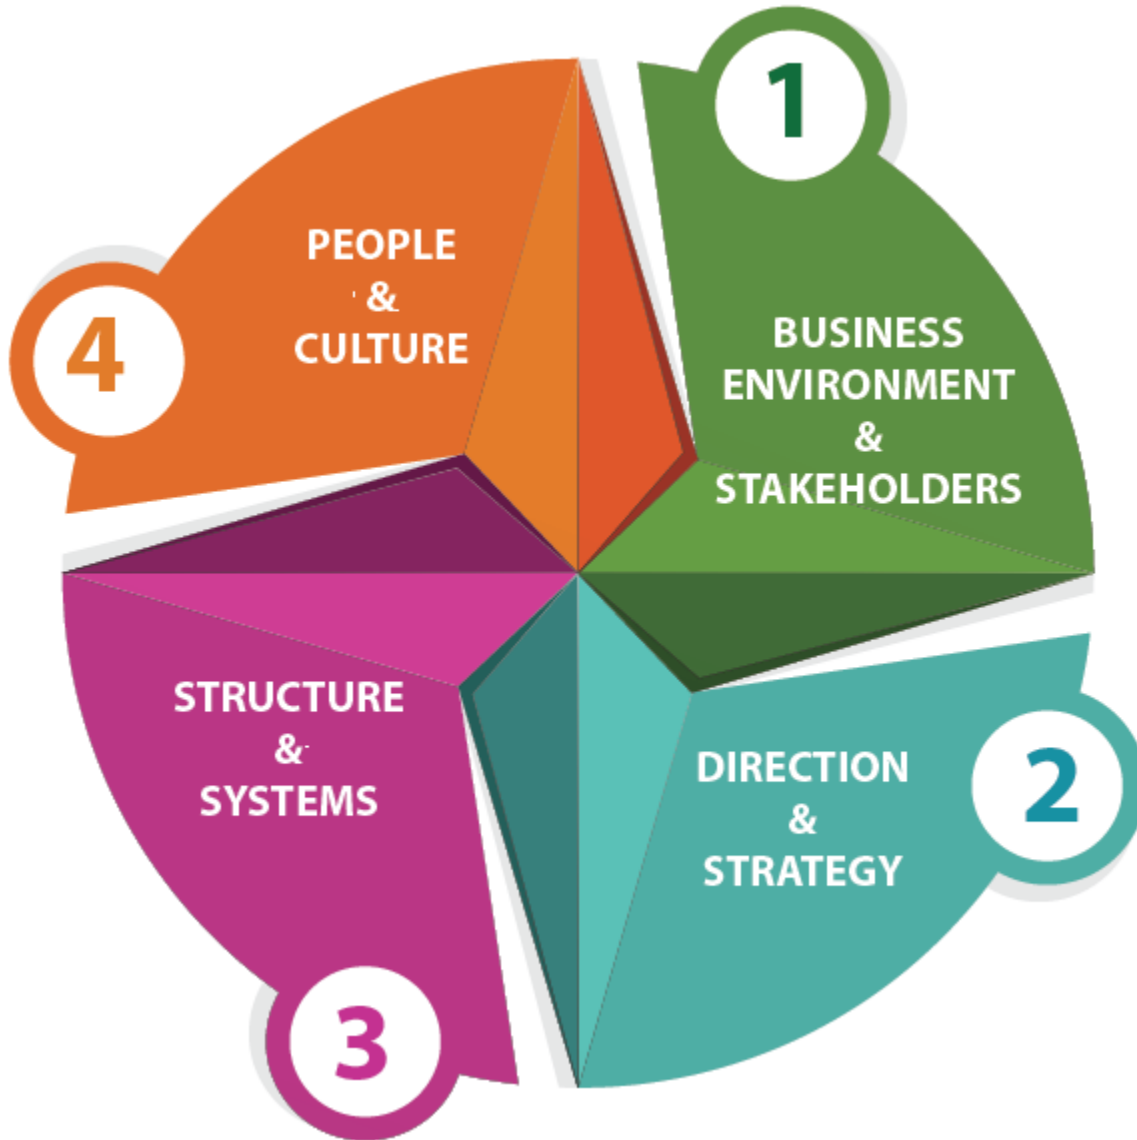 1
BUSINESS
ENVIRONMENT
&
STAKEHOLDERS
2
DIRECTION
&
STRATEGY
3
STRUCTURE
&
SYSTEMS
4
PEOPLE
&
CULTURE